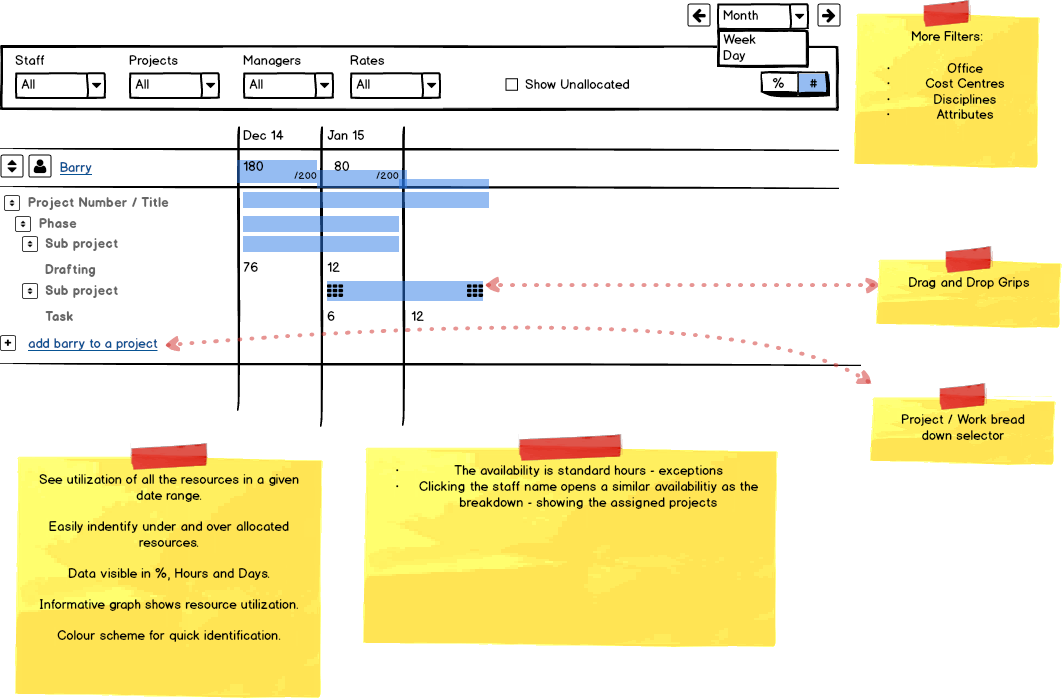 Month
Week
Day
Staff
Projects
Managers
Rates
All
All
All
All
Show Unallocated
%
#
More Filters:
· Office
· Cost Centres
· Disciplines
· Attributes
Dec 14
Jan 15
Barry
180
/200
80
/200
Project Number / Title
Phase
Sub project
Drafting
76
12
Sub project
Task
6
12
add barry to a project
Drag and Drop Grips
Project / Work bread
down selector
See utilization of all the resources in a given
date range.
Easily indentify under and over allocated
resources.
Data visible in %, Hours and Days.
Informative graph shows resource utilization.
Colour scheme for quick identification.
· The availability is standard hours - exceptions
· Clicking the staff name opens a similar availabilitiy as the
breakdown - showing the assigned projects